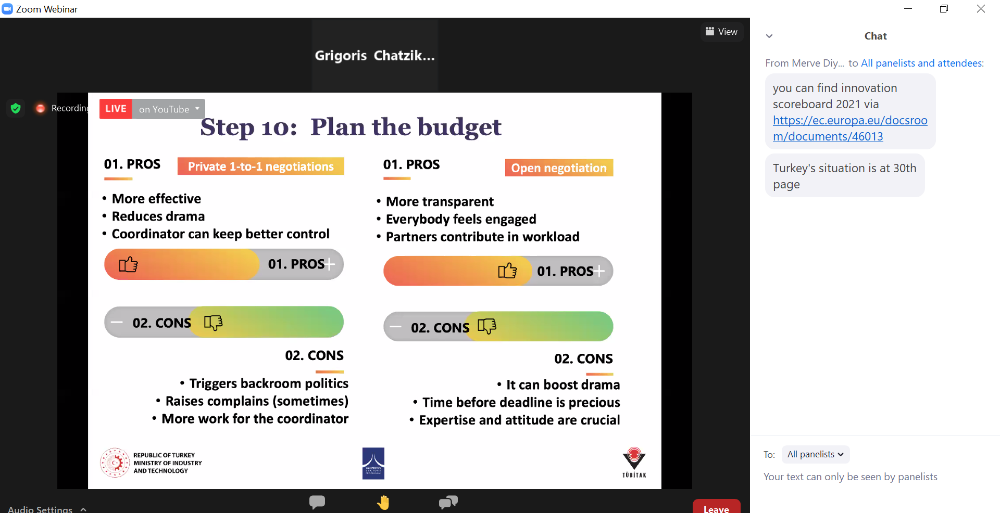 Zoom Webinar
View
Grigoris Chatzik...
Recording
LIVE on YouTube
Step 10: Plan the budget
01. PROS
Private 1-to-1 negotiations
• More effective
• Reduces drama
• Coordinator can keep better control
01. PROS
02. CONS
02. CONS
• Triggers backroom politics
• Raises complains (sometimes)
• More work for the coordinator
01. PROS
Open negotiation
• More transparent
• Everybody feels engaged
• Partners contribute in workload
01. PROS
02. CONS
02. CONS
• It can boost drama
• Time before deadline is precious
• Expertise and attitude are crucial
REPUBLIC OF TURKEY
MINISTRY OF INDUSTRY
AND TECHNOLOGY
COMPETITIVE
SECTORS
PROGRAMME
TÜBİTAK
Audio Settings
Leave
Chat
From Merve Diy... to All panelists and attendees:
you can find innovation
scoreboard 2021 via
https://ec.europa.eu/docsroo
m/documents/46013
Turkey's situation is at 30th
page
To: All panelists
Your text can only be seen by panelists